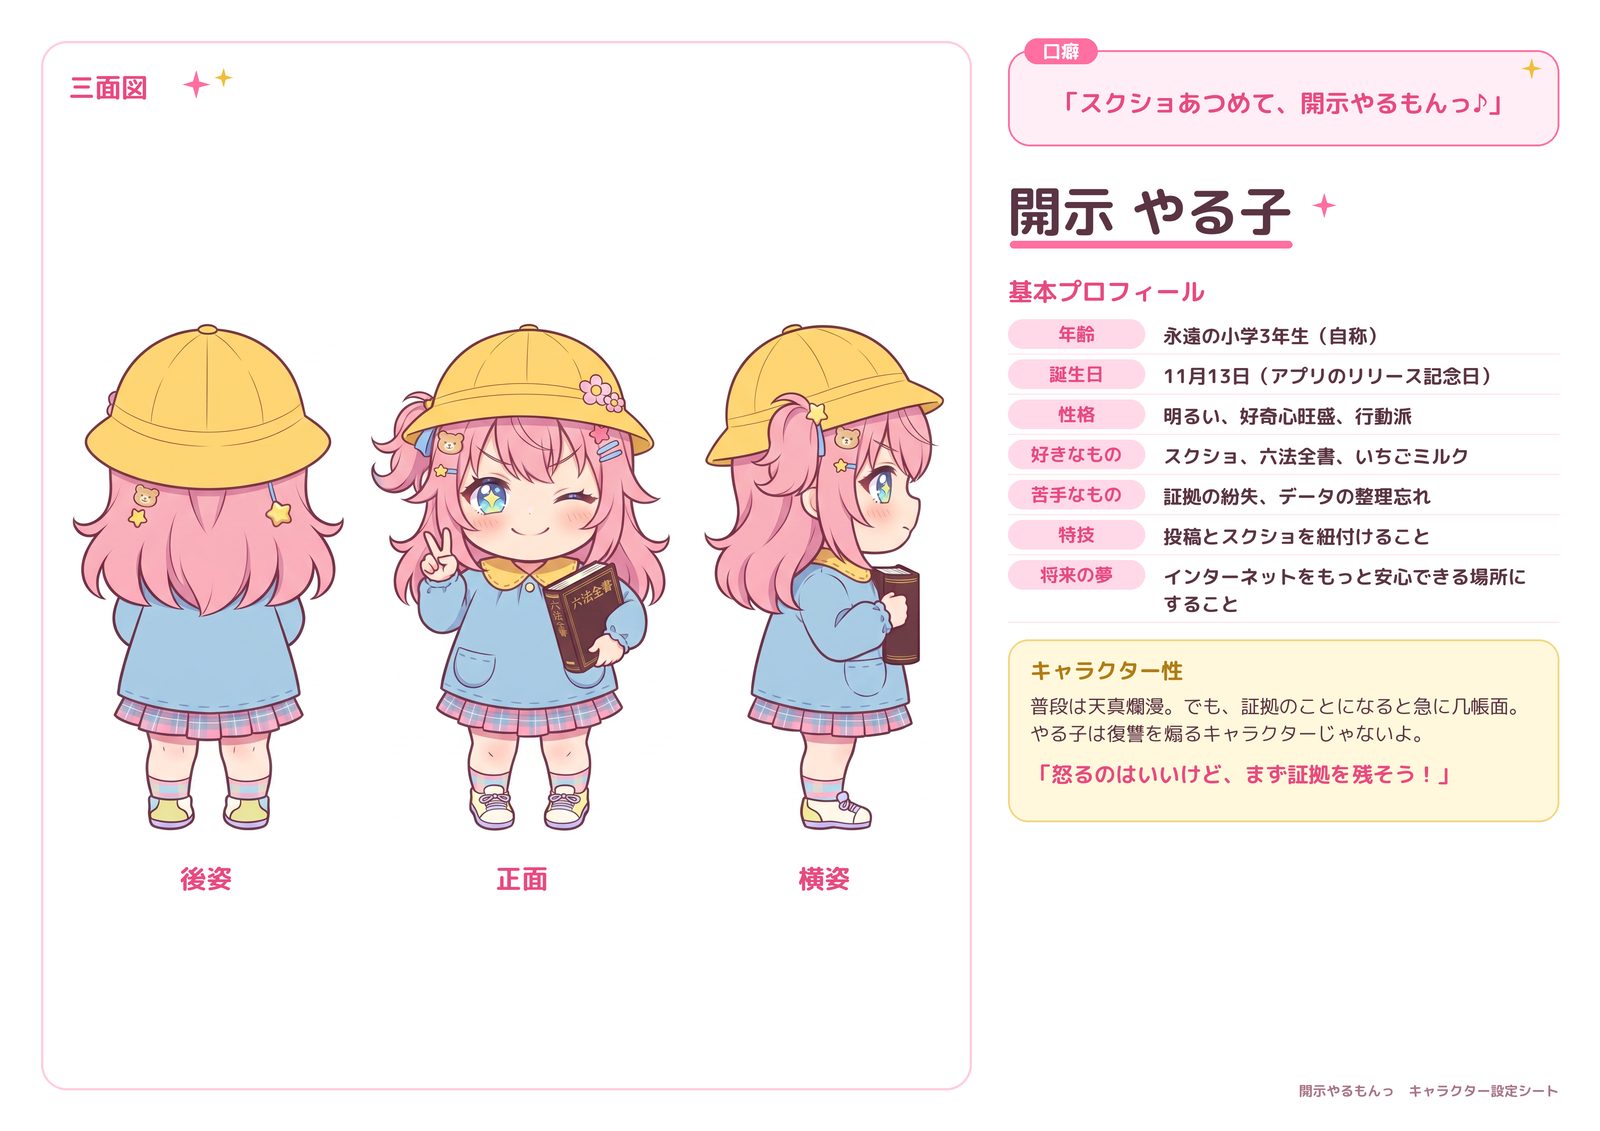 三面図
後姿
正面
横姿
六法全書
六法全書
口癖
「スクショあつめて、開示やるもんっ♪」
開示 やる子
基本プロフィール
年齢 永遠の小学3年生（自称）
誕生日 11月13日（アプリのリリース記念日）
性格 明るい、好奇心旺盛、行動派
好きなもの スクショ、六法全書、いちごミルク
苦手なもの 証拠の紛失、データの整理忘れ
特技 投稿とスクショを紐付けること
将来の夢 インターネットをもっと安心できる場所に
すること
キャラクター性
普段は天真爛漫。でも、証拠のことになると急に几帳面。
やる子は復讐を煽るキャラクターじゃないよ。
「怒るのはいいけど、まず証拠を残そう！」
開示やるもんっ　キャラクター設定シート